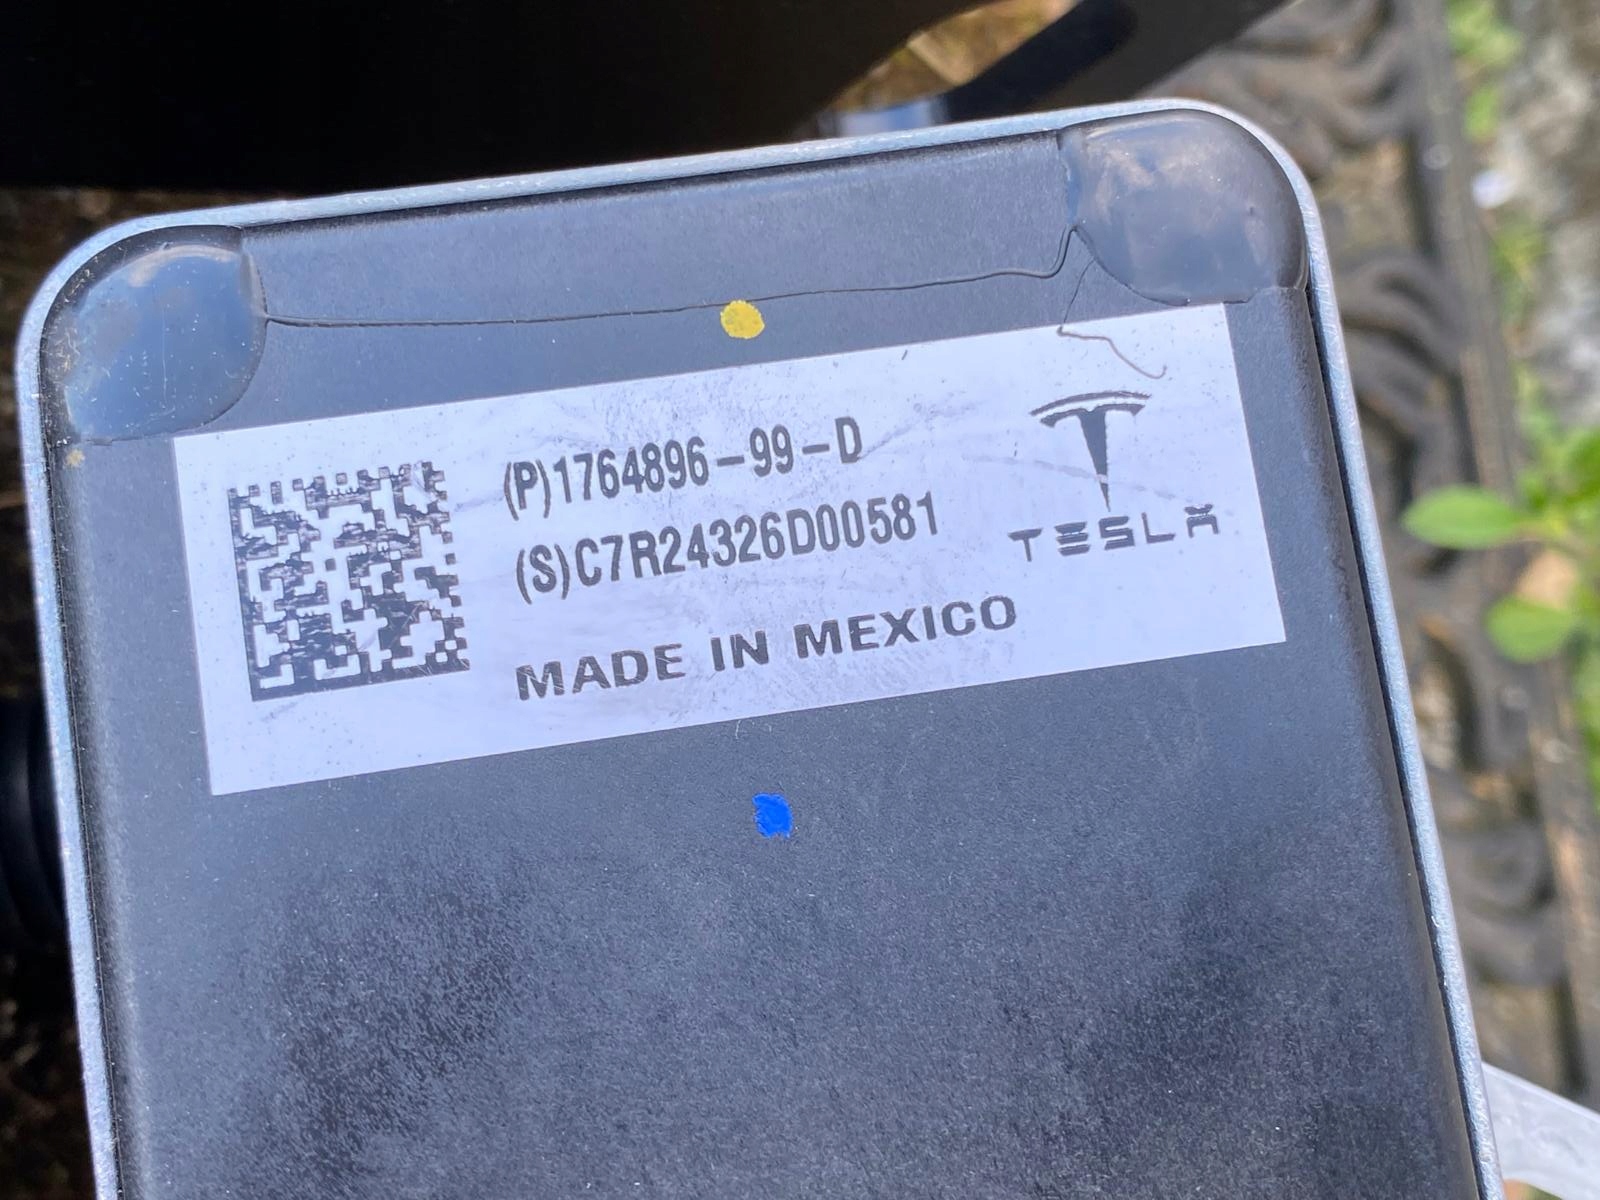 (P)1764896-99-D
(S)C7R24326D00581
TESLA
MADE IN MEXICO